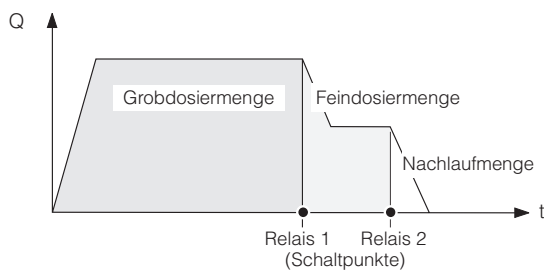 Q
Grobdosiermenge Feindosiermenge
Nachlaufmenge
t
Relais 1 Relais 2
(Schaltpunkte)